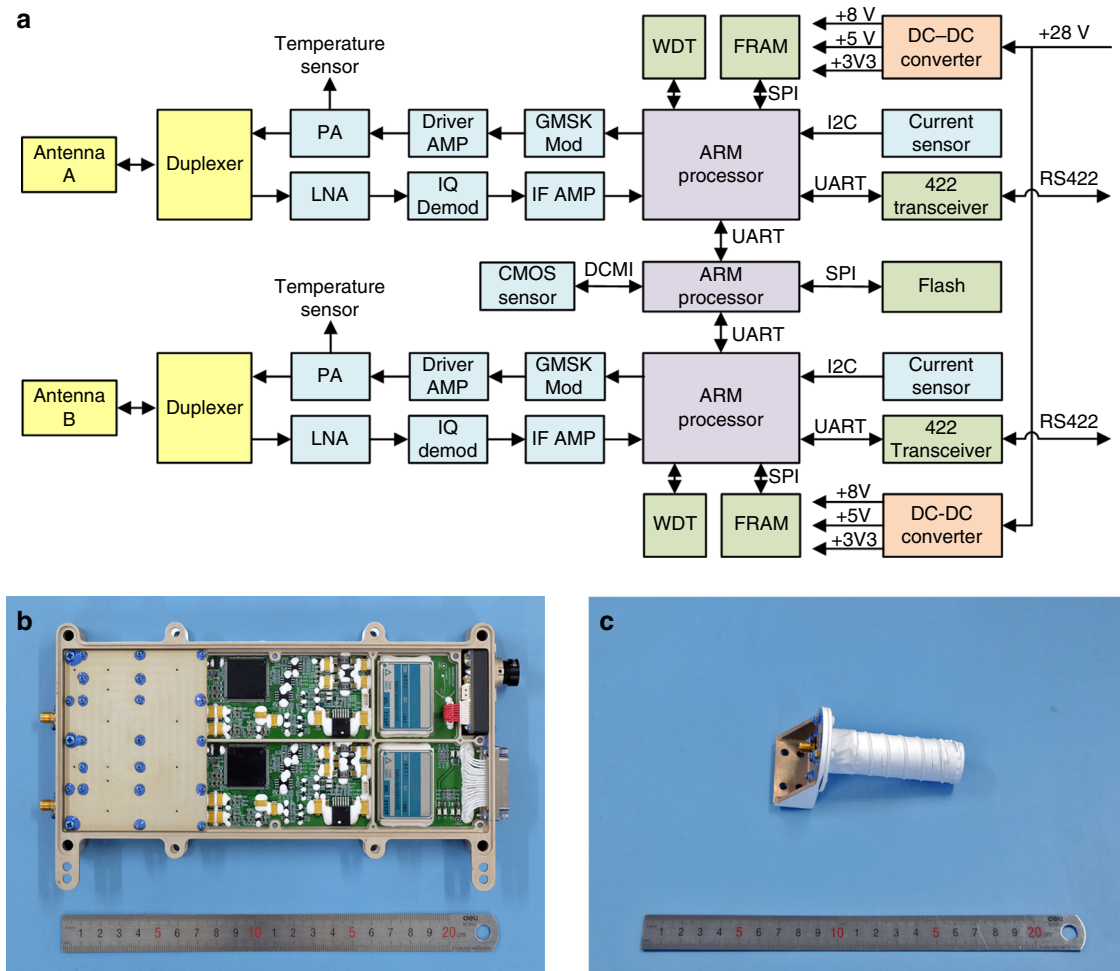 a
Temperature
sensor
WDT
FRAM
+8 V
+5 V
+3V3
DC–DC
converter
+28 V
SPI
Antenna
A
Duplexer
PA
Driver
AMP
GMSK
Mod
ARM
processor
I2C
Current
sensor
LNA
IQ
Demod
IF AMP
UART
422
transceiver
RS422
UART
CMOS
sensor
DCMI
ARM
processor
SPI
Flash
Temperature
sensor
UART
Antenna
B
Duplexer
PA
Driver
AMP
GMSK
Mod
ARM
processor
I2C
Current
sensor
LNA
IQ
demod
IF AMP
UART
422
Transceiver
RS422
SPI
WDT
FRAM
+8V
+5V
+3V3
DC-DC
converter
b
deli
1 2 3 4 5 6 7 8 9 10 1 2 3 4 5 6 7 8 9 20cm
c
deli
1 2 3 4 5 6 7 8 9 10 1 2 3 4 5 6 7 8 9 20cm